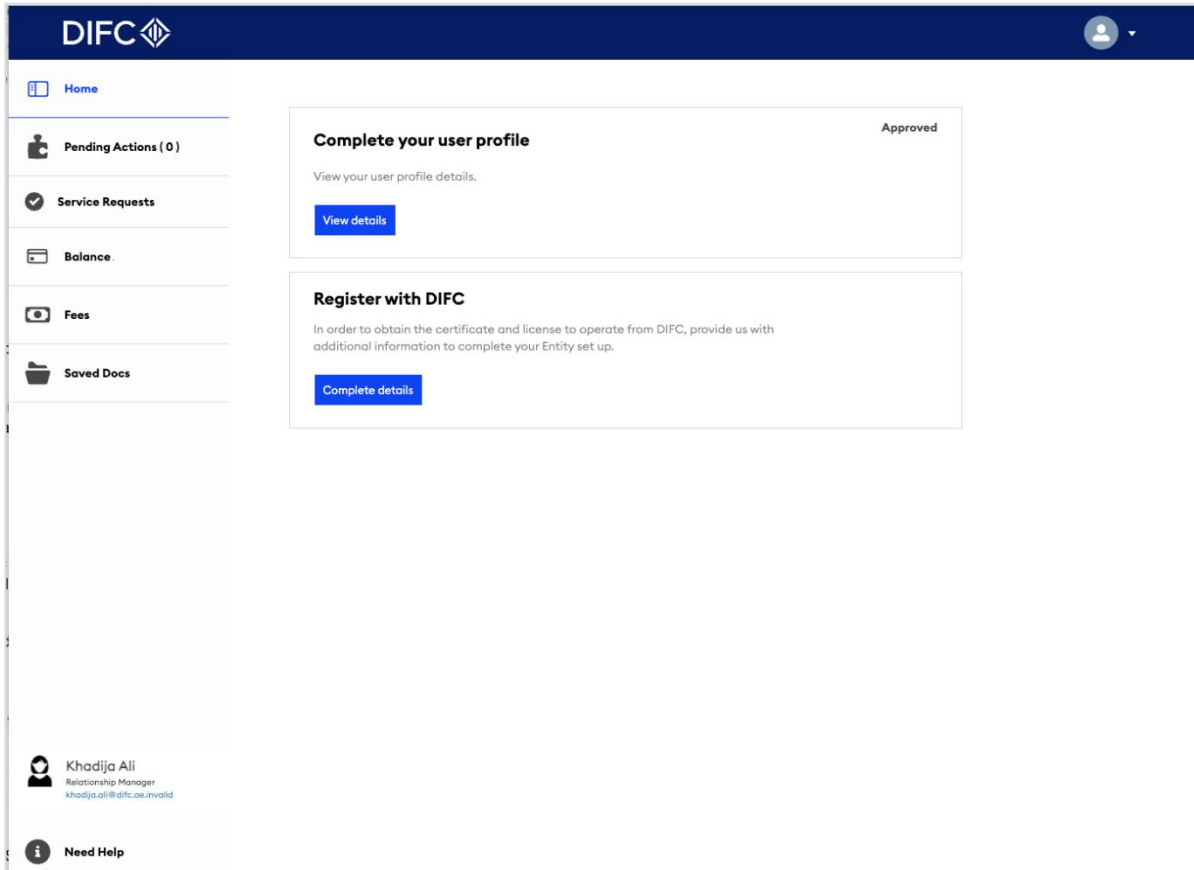 DIFC
Home
Pending Actions ( 0 )
Service Requests
Balance.
Fees
Saved Docs
Complete your user profile
Approved
View your user profile details.
View details
Register with DIFC
In order to obtain the certificate and license to operate from DIFC, provide us with
additional information to complete your Entity set up.
Complete details
Khadija Ali
Relationship Manager
khadija.ali@difc.ae.invalid
Need Help